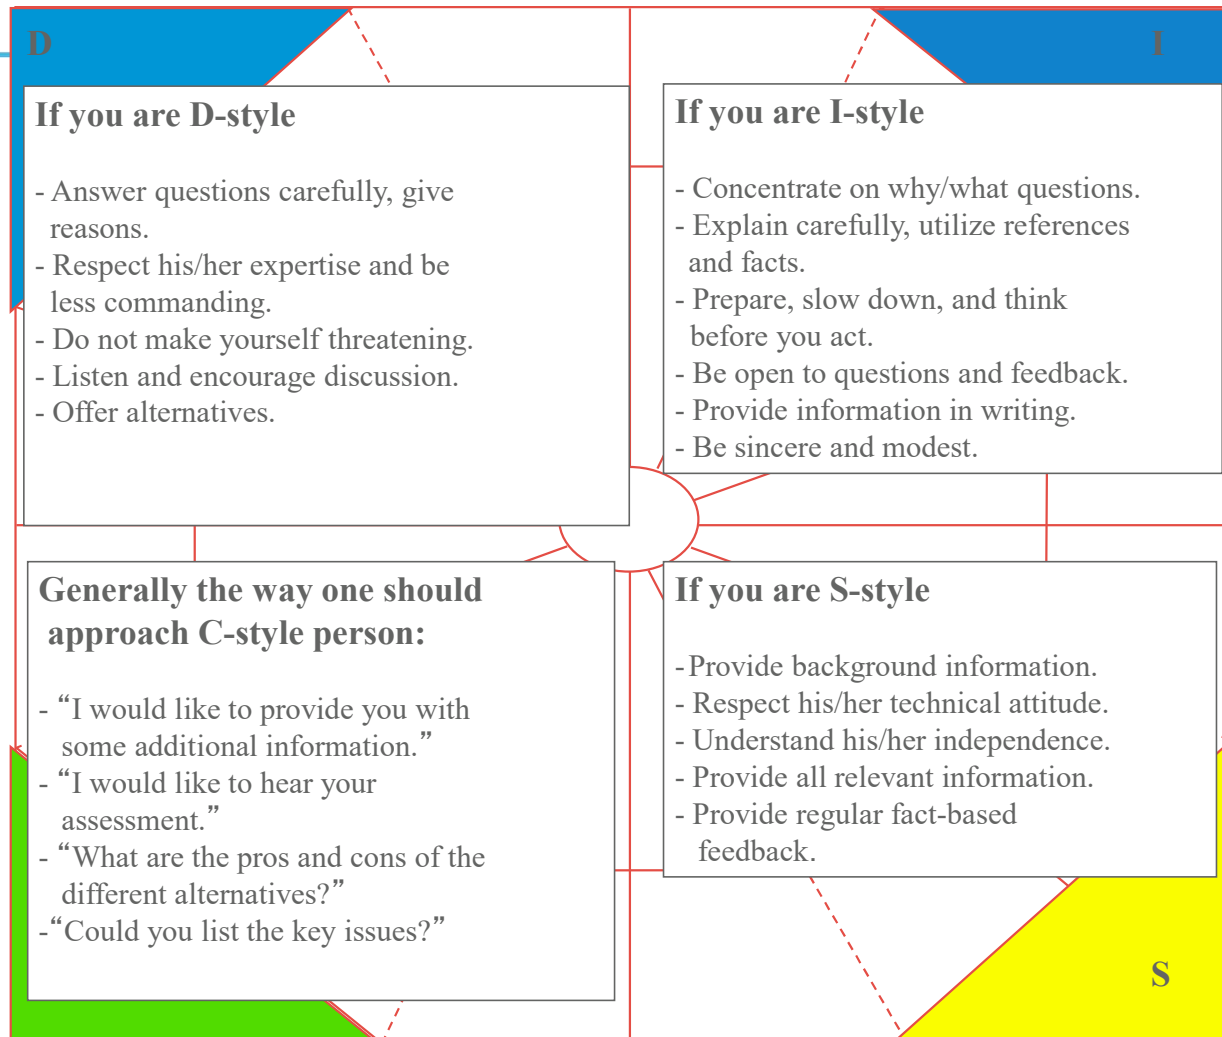 D
If you are D-style
- Answer questions carefully, give
reasons.
- Respect his/her expertise and be
less commanding.
- Do not make yourself threatening.
- Listen and encourage discussion.
- Offer alternatives.
I
If you are I-style
- Concentrate on why/what questions.
- Explain carefully, utilize references
and facts.
- Prepare, slow down, and think
before you act.
- Be open to questions and feedback.
- Provide information in writing.
- Be sincere and modest.
Generally the way one should
approach C-style person:
- “I would like to provide you with
some additional information.”
- “I would like to hear your
assessment.”
- “What are the pros and cons of the
different alternatives?”
-“Could you list the key issues?”
If you are S-style
-Provide background information.
- Respect his/her technical attitude.
- Understand his/her independence.
- Provide all relevant information.
- Provide regular fact-based
feedback.
S